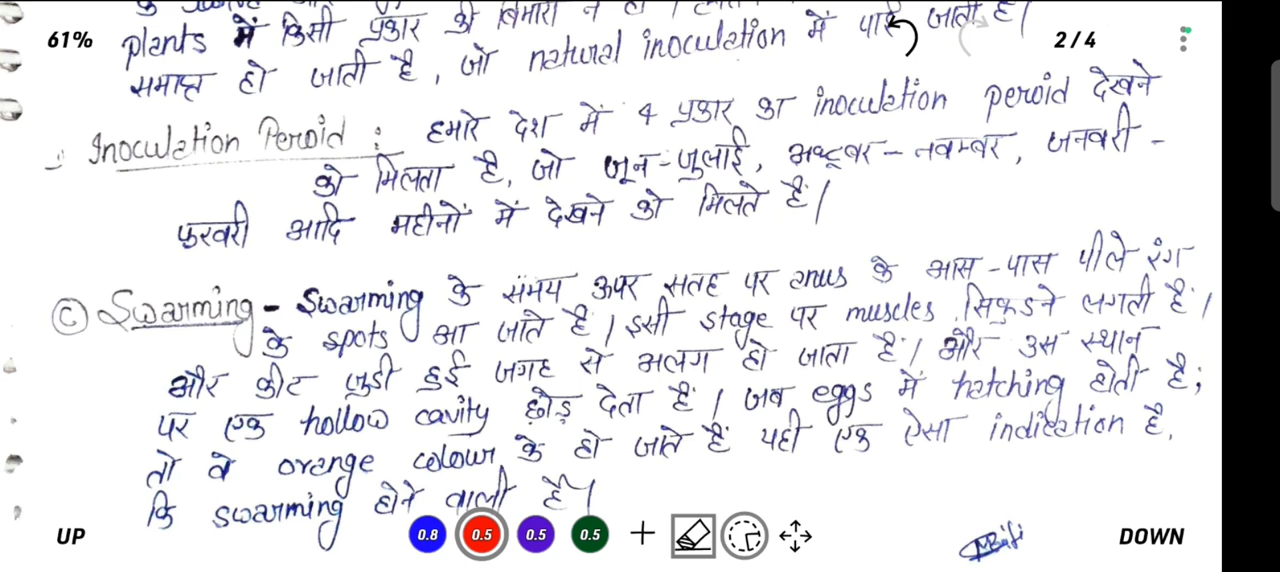 61%
plants में किसी प्रकार की बिमारी न हो।
2/4
समाप्त हो जाती है, जो natural inoculation में पाई जाती है।
Inoculation Peroid : हमारे देश में 4 प्रकार का inoculation peroid देखने
को मिलता है, जो जून-जुलाई, अक्टूबर-नवम्बर, जनवरी-
फरवरी आदि महीनों में देखने को मिलते हैं।
(C) Swarming - Swarming के समय ऊपर सतह पर anus के आस-पास पीले रंग
के spots आ जाते है। इसी stage पर muscles सिकुडने लगती हैं।
और कीट जुडी हुई जगह से अलग हो जाता है। और उस स्थान
पर एक hollow cavity छोड़ देता हैं। जब eggs में hatching होती है;
तो वे orange colour के हो जाते हैं यही एक ऐसा indication है.
कि swarming होने वाली है।
UP
0.8
0.5
0.5
0.5
DOWN